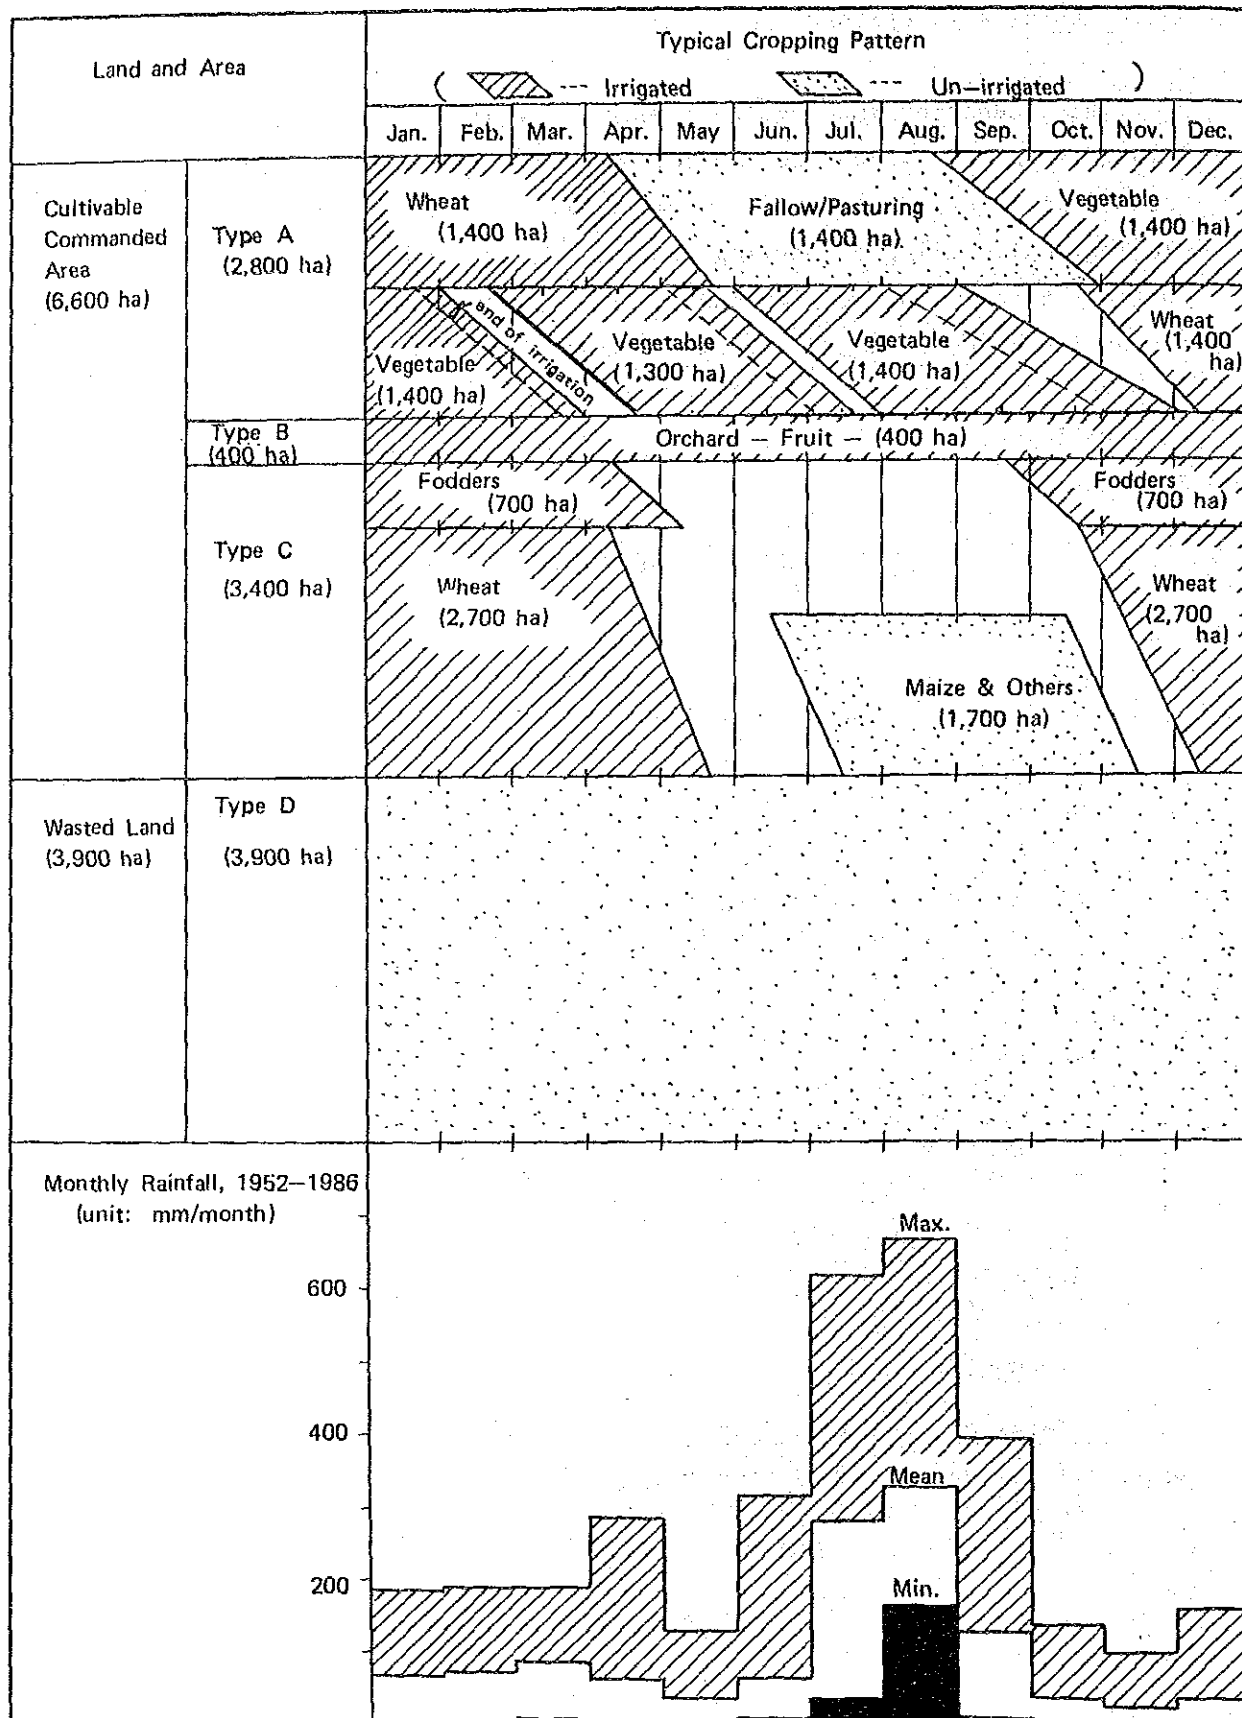 Land and Area
Typical Cropping Pattern
( --- Irrigated --- Un-irrigated )
Jan. Feb. Mar. Apr. May Jun. Jul. Aug. Sep. Oct. Nov. Dec.
Cultivable
Commanded
Area
(6,600 ha)
Type A
(2,800 ha)
Wheat
(1,400 ha)
Fallow/Pasturing
(1,400 ha)
Vegetable
(1,400 ha)
Vegetable
(1,400 ha)
end of irrigation
Vegetable
(1,300 ha)
Vegetable
(1,400 ha)
Wheat
(1,400
ha)
Type B
(400 ha)
Orchard — Fruit — (400 ha)
Type C
(3,400 ha)
Fodders
(700 ha)
Fodders
(700 ha)
Wheat
(2,700 ha)
Maize & Others
(1,700 ha)
Wheat
(2,700
ha)
Wasted Land
(3,900 ha)
Type D
(3,900 ha)
Monthly Rainfall, 1952—1986
(unit: mm/month)
600
400
200
Max.
Mean
Min.